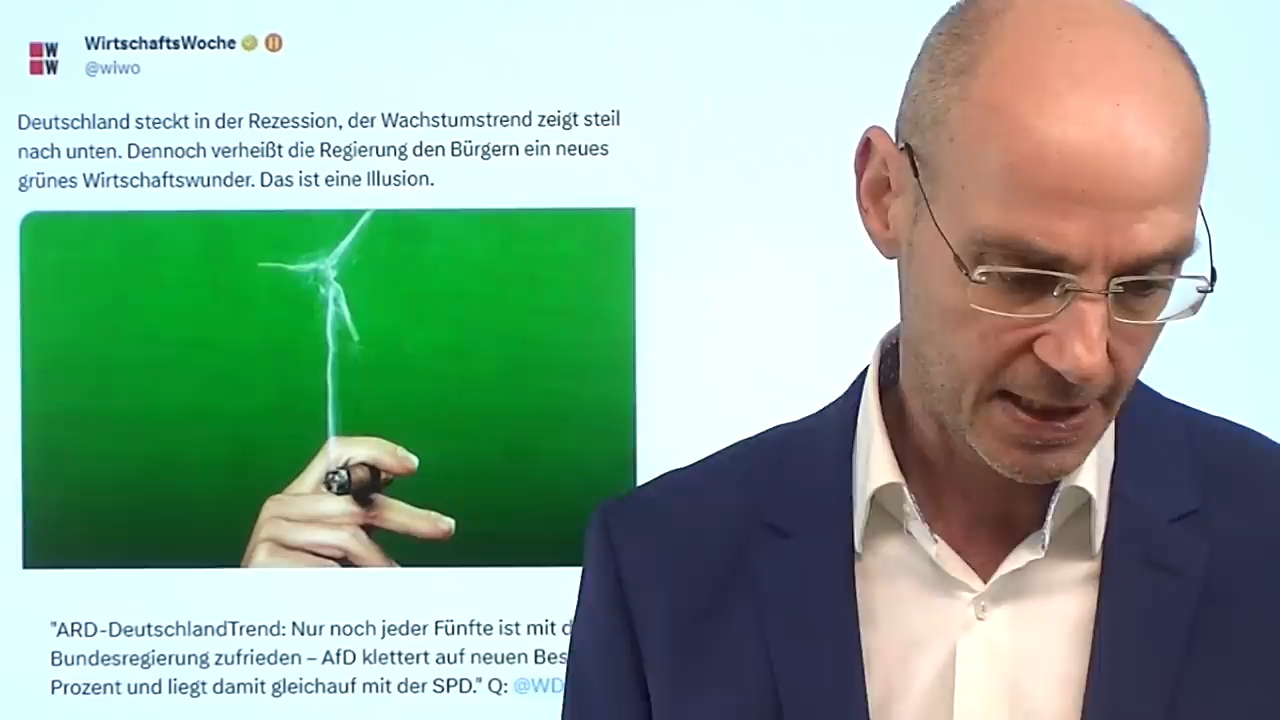 W
W
WirtschaftsWoche
@wiwo
Deutschland steckt in der Rezession, der Wachstumstrend zeigt steil
nach unten. Dennoch verheißt die Regierung den Bürgern ein neues
grünes Wirtschaftswunder. Das ist eine Illusion.
"ARD-DeutschlandTrend: Nur noch jeder Fünfte ist mit
Bundesregierung zufrieden – AfD klettert auf neuen
Prozent und liegt damit gleichauf mit der SPD." Q: